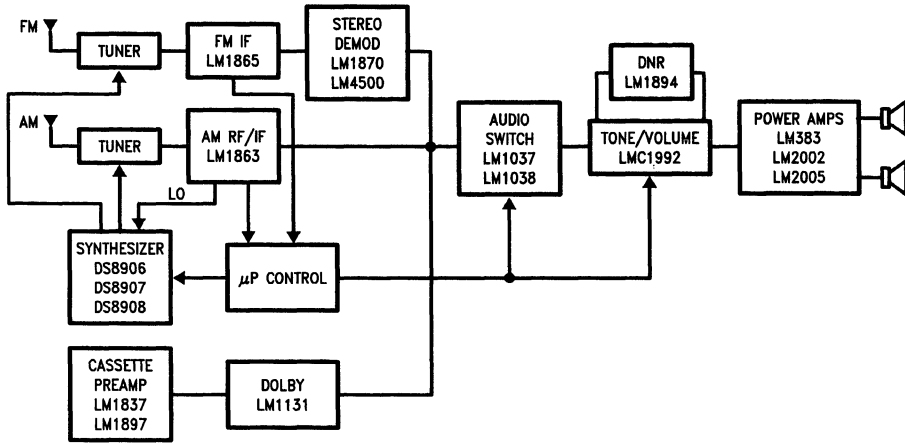 FM
TUNER
FM IF
LM1865
STEREO
DEMOD
LM1870
LM4500
DNR
LM1894
AM
TUNER
AM RF/IF
LM1863
AUDIO
SWITCH
LM1037
LM1038
TONE/VOLUME
LMC1992
POWER AMPS
LM383
LM2002
LM2005
LO
SYNTHESIZER
DS8906
DS8907
DS8908
μP CONTROL
CASSETTE
PREAMP
LM1837
LM1897
DOLBY
LM1131